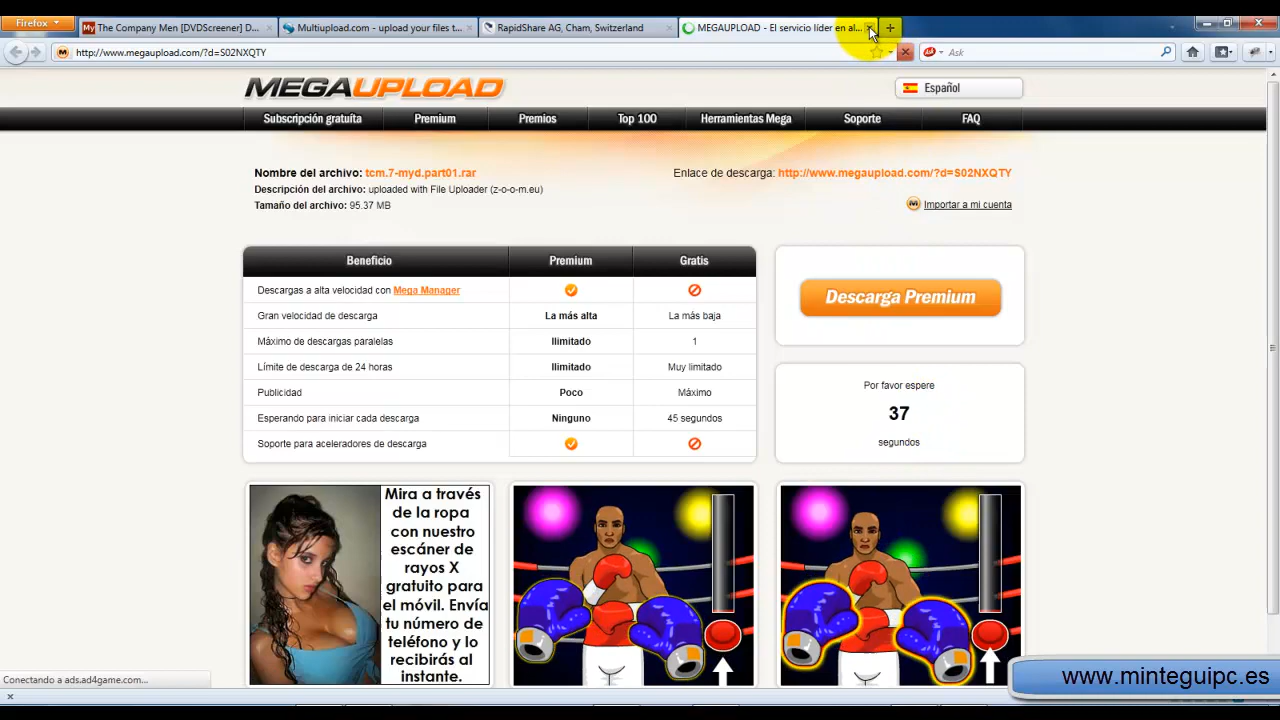 Firefox
The Company Men [DVDScreener] D...
Multiupload.com - upload your files t...
RapidShare AG, Cham, Switzerland
MEGAUPLOAD - El servicio líder en al...
http://www.megaupload.com/?d=S02NXQTY
Ask
MEGAUPLOAD
Español
Subscripción gratuita
Premium
Premios
Top 100
Herramientas Mega
Soporte
FAQ
Nombre del archivo: tcm.7-myd.part01.rar
Enlace de descarga: http://www.megaupload.com/?d=S02NXQTY
Descripción del archivo: uploaded with File Uploader (z-o-o-m.eu)
Tamaño del archivo: 95.37 MB
Importar a mi cuenta
Beneficio Premium Gratis
Descargas a alta velocidad con Mega Manager
Gran velocidad de descarga La más alta La más baja
Máximo de descargas paralelas Ilimitado 1
Límite de descarga de 24 horas Ilimitado Muy limitado
Publicidad Poco Máximo
Esperando para iniciar cada descarga Ninguno 45 segundos
Soporte para aceleradores de descarga
Descarga Premium
Por favor espere
37
segundos
Mira a través
de la ropa
con nuestro
escáner de
rayos X
gratuito para
el móvil. Envía
tu número de
teléfono y lo
recibirás al
instante.
Conectando a ads.ad4game.com...
www.minteguipc.es